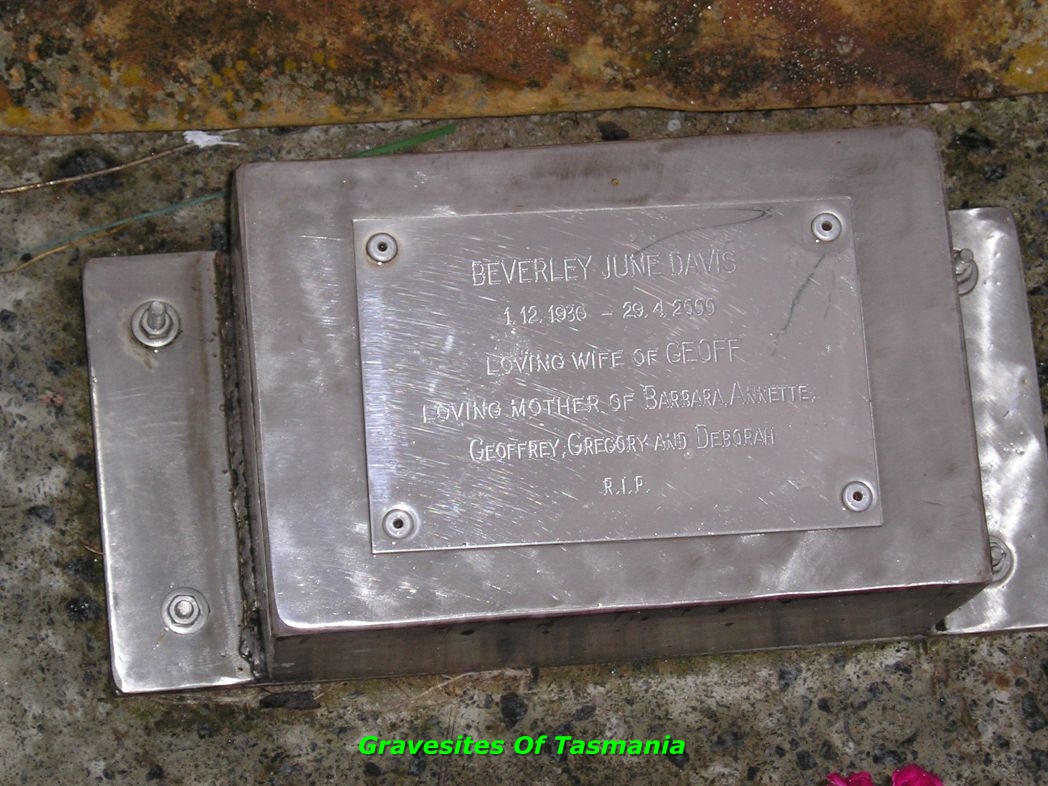 BEVERLEY JUNE DAVIS
1.12.1930 – 29.4.2000
LOVING WIFE OF GEOFF
LOVING MOTHER OF BARBARA, ANNETTE,
GEOFFREY, GREGORY AND DEBORAH
R.I.P.
Gravesites Of Tasmania